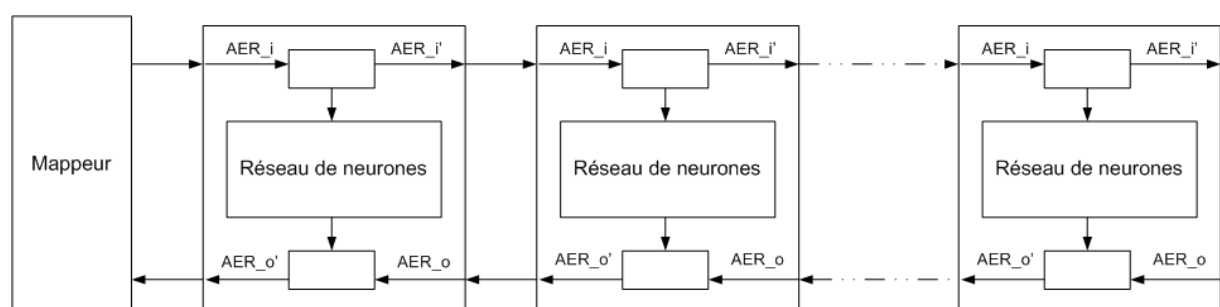 Mappeur
AER_i
AER_i'
Réseau de neurones
AER_o'
AER_o
AER_i
AER_i'
Réseau de neurones
AER_o'
AER_o
AER_i
AER_i'
Réseau de neurones
AER_o'
AER_o